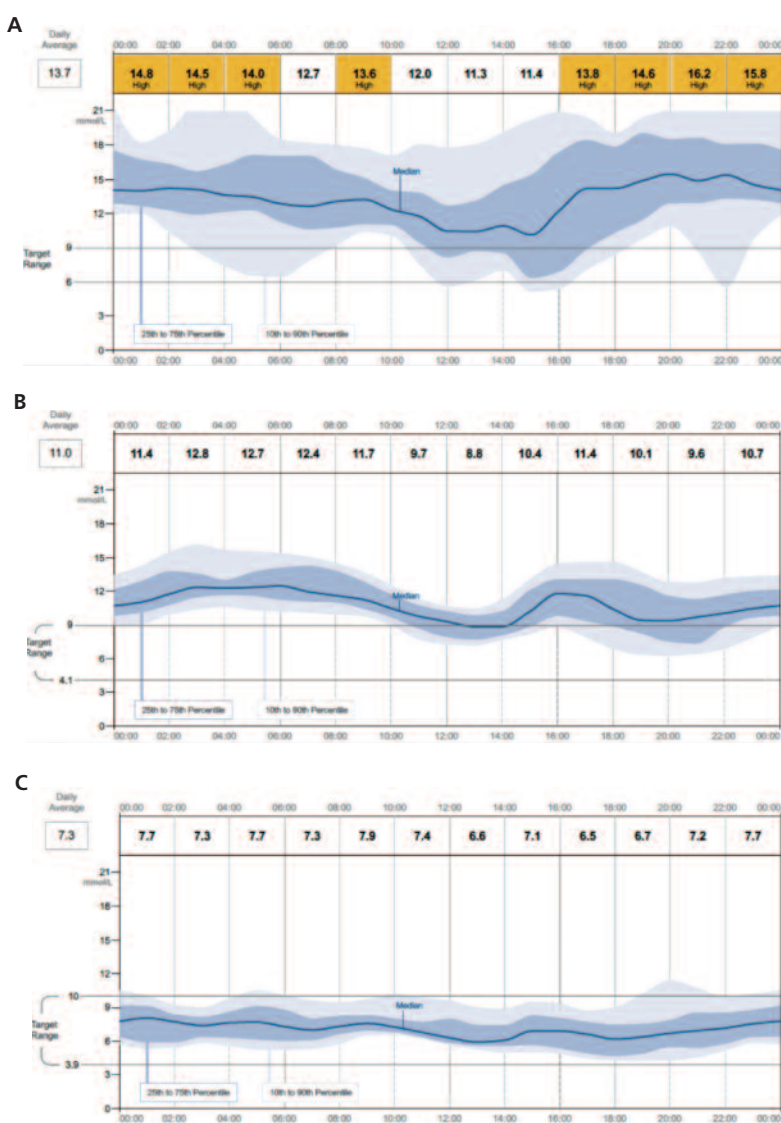 A
Daily
Average
00:00 02:00 04:00 06:00 08:00 10:00 12:00 14:00 16:00 18:00 20:00 22:00 00:00
13.7 14.8 14.5 14.0 12.7 13.6 12.0 11.3 11.4 13.8 14.6 16.2 15.8
High High High High High High High High
21
mmol/L
18
Median
15
12
9
Target
Range
6
3
25th to 75th Percentile 10th to 90th Percentile
0
00:00 02:00 04:00 06:00 08:00 10:00 12:00 14:00 16:00 18:00 20:00 22:00 00:00
B
Daily
Average
00:00 02:00 04:00 06:00 08:00 10:00 12:00 14:00 16:00 18:00 20:00 22:00 00:00
11.0 11.4 12.8 12.7 12.4 11.7 9.7 8.8 10.4 11.4 10.1 9.6 10.7
21
mmol/L
18
15
12
Median
9
Target
Range
6
4.1
3
25th to 75th Percentile 10th to 90th Percentile
0
00:00 02:00 04:00 06:00 08:00 10:00 12:00 14:00 16:00 18:00 20:00 22:00 00:00
C
Daily
Average
00:00 02:00 04:00 06:00 08:00 10:00 12:00 14:00 16:00 18:00 20:00 22:00 00:00
7.3 7.7 7.3 7.7 7.3 7.9 7.4 6.6 7.1 6.5 6.7 7.2 7.7
21
mmol/L
18
15
12
10
9
Median
Target
Range
6
3.9
3
25th to 75th Percentile 10th to 90th Percentile
0
00:00 02:00 04:00 06:00 08:00 10:00 12:00 14:00 16:00 18:00 20:00 22:00 00:00